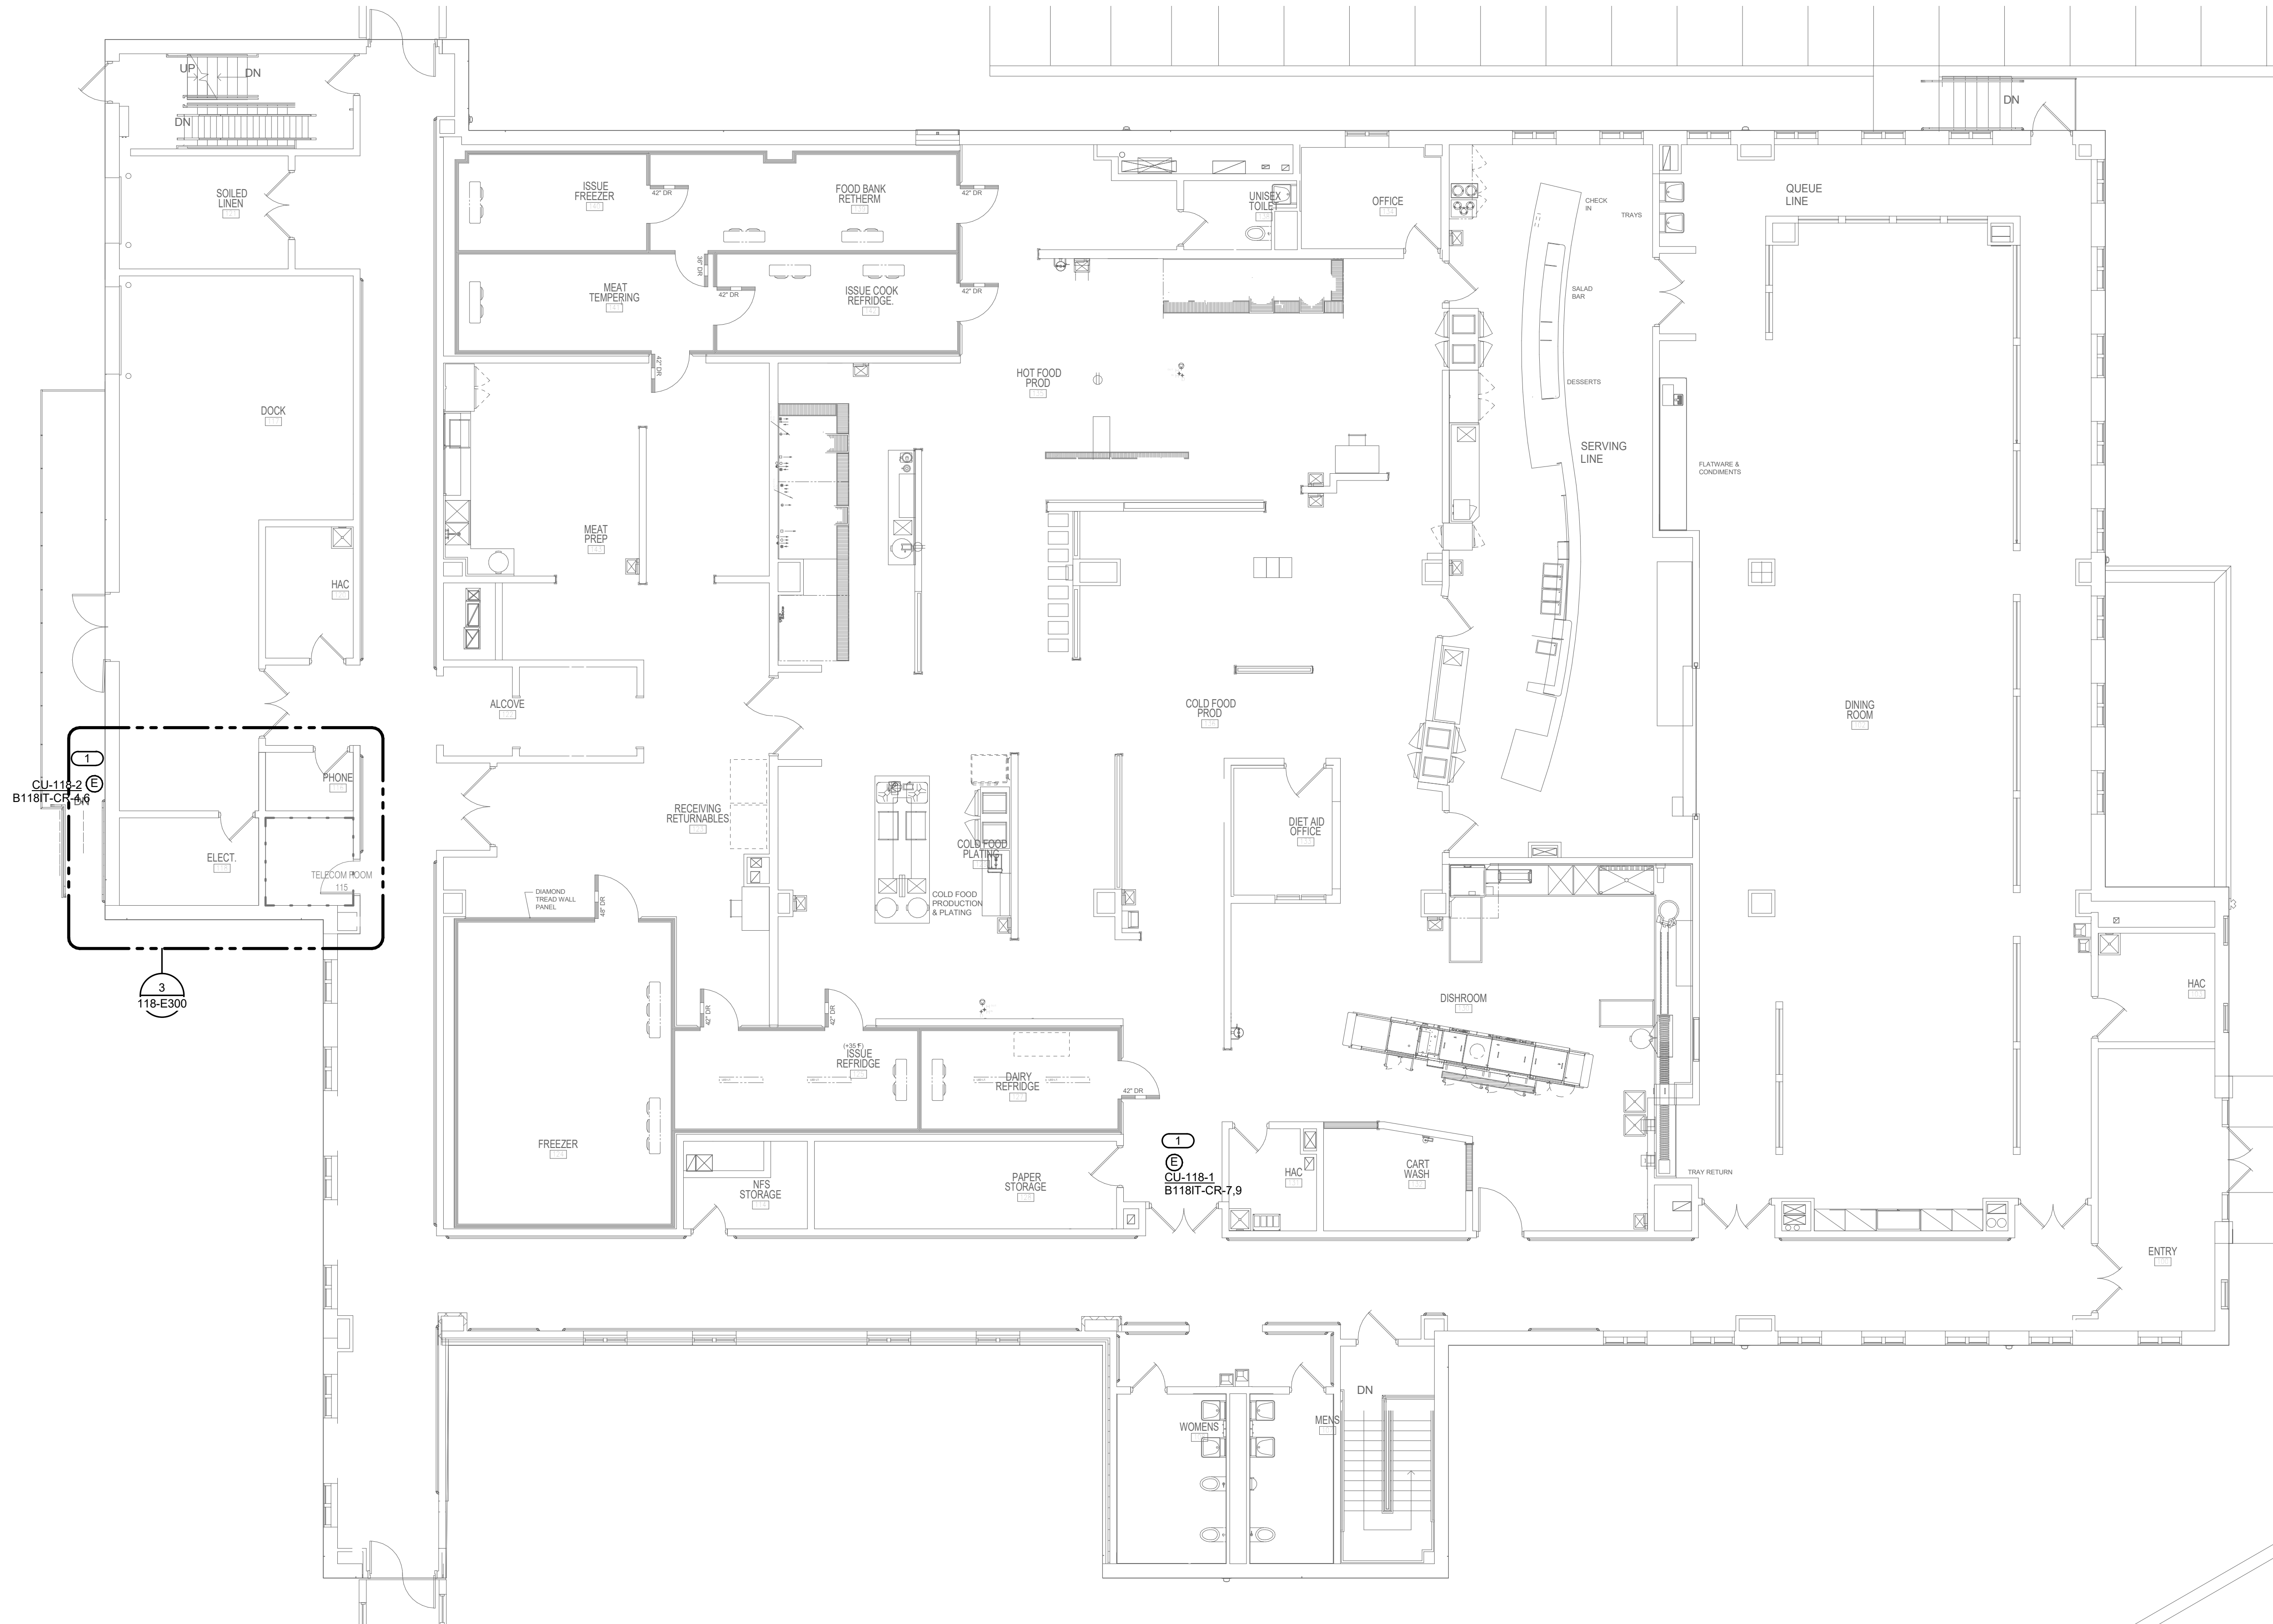 UP
DN
DN
DN
SOILED
LINEN
ISSUE
FREEZER
42" DR
FOOD BANK
RETHERM
42" DR
UNISEX
TOILET
OFFICE
CHECK
IN
TRAYS
QUEUE
LINE
MEAT
TEMPERING
36" DR
42" DR
ISSUE COOK
REFRIDGE.
42" DR
SALAD
BAR
42" DR
HOT FOOD
PROD
DESSERTS
DOCK
SERVING
LINE
FLATWARE &
CONDIMENTS
MEAT
PREP
HAC
ALCOVE
COLD FOOD
PROD
DINING
ROOM
1
CU-118-2
E
B118IT-CR-4,6
DN
PHONE
RECEIVING
RETURNABLES
DIET AID
OFFICE
COLD FOOD
PLATING
ELECT.
TELECOM ROOM
115
DIAMOND
TREAD WALL
PANEL
48" DR
COLD FOOD
PRODUCTION
& PLATING
3
118-E300
DISHROOM
HAC
42" DR
42" DR
(+35°F)
ISSUE
REFRIDGE
DAIRY
REFRIDGE
42" DR
FREEZER
1
E
CU-118-1
B118IT-CR-7,9
NFS
STORAGE
PAPER
STORAGE
HAC
CART
WASH
TRAY RETURN
ENTRY
DN
WOMENS
MENS